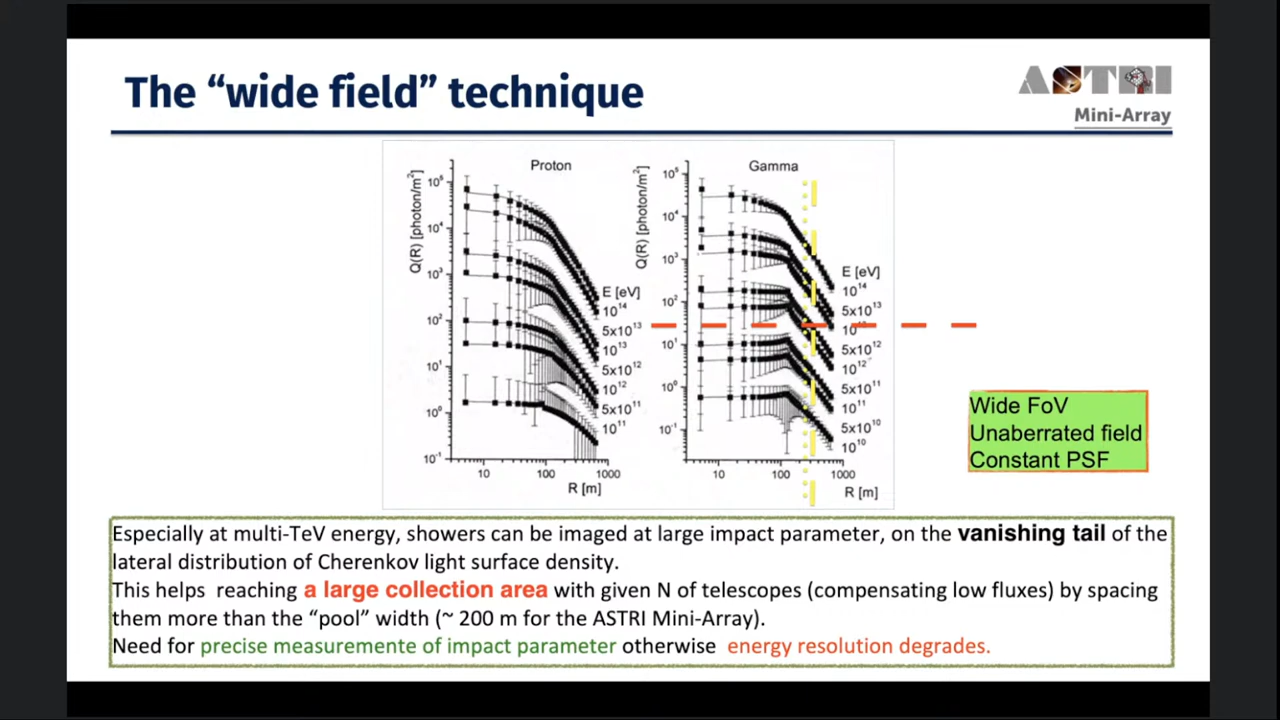 The “wide field” technique
ASTRI
Mini-Array
Proton
Q(R) [photon/m²]
10⁵
10⁴
10³
10²
10¹
10⁰
10⁻¹
10 100 1000
R [m]
E [eV]
10¹⁴
5x10¹³
10¹³
5x10¹²
10¹²
5x10¹¹
10¹¹
Gamma
Q(R) [photon/m²]
10⁵
10⁴
10³
10²
10¹
10⁰
10⁻¹
10 100 1000
R [m]
E [eV]
10¹⁴
5x10¹³
5x10¹²
10¹²
5x10¹¹
10¹¹
5x10¹⁰
10¹⁰
Wide FoV
Unaberrated field
Constant PSF
Especially at multi-TeV energy, showers can be imaged at large impact parameter, on the vanishing tail of the
lateral distribution of Cherenkov light surface density.
This helps reaching a large collection area with given N of telescopes (compensating low fluxes) by spacing
them more than the “pool” width (~ 200 m for the ASTRI Mini-Array).
Need for precise measuremente of impact parameter otherwise energy resolution degrades.